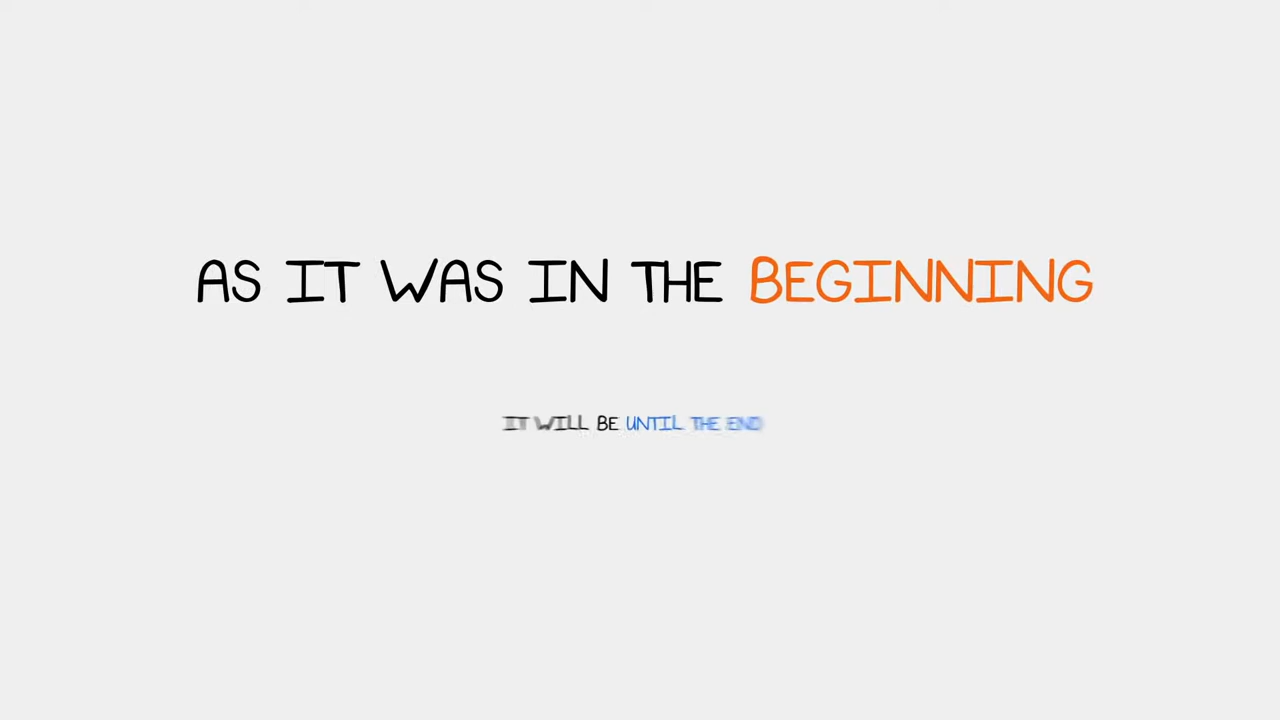 AS IT WAS IN THE BEGINNING
IT WILL BE UNTIL THE END